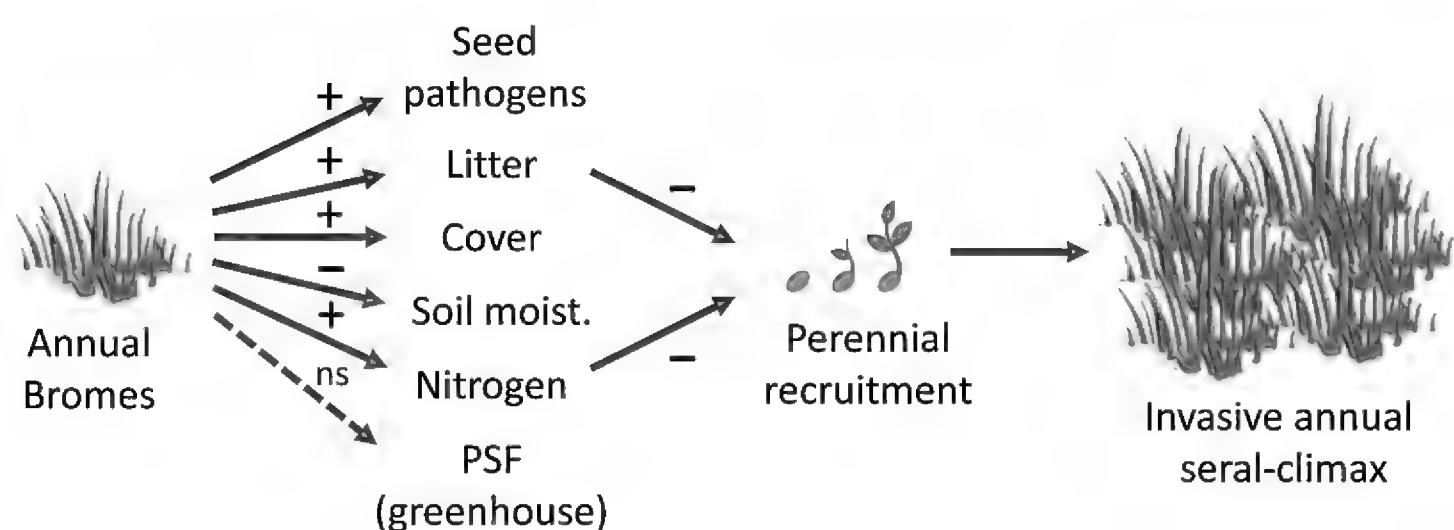 Seed
pathogens
+
Litter
+
Cover
+
Soil moist.
–
Nitrogen
+
PSF
(greenhouse)
ns
Annual
Bromes
–
–
Perennial
recruitment
Invasive annual
seral-climax